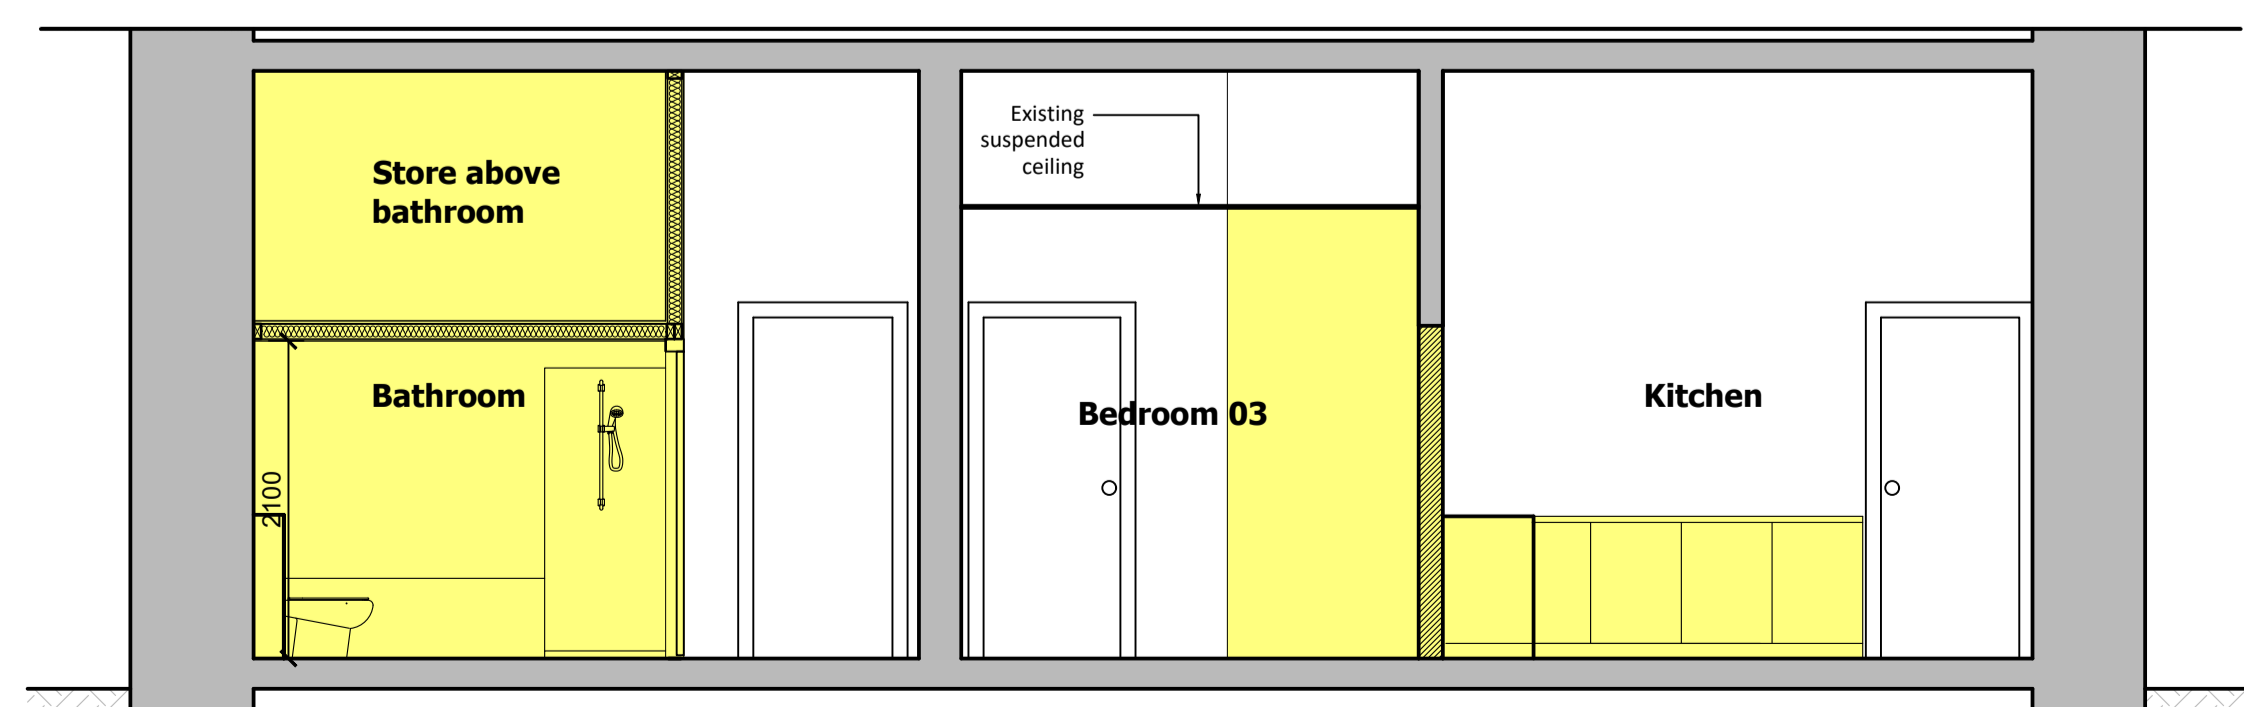 Existing
suspended
ceiling
Store above
bathroom
Bathroom
Bedroom 03
Kitchen
2100